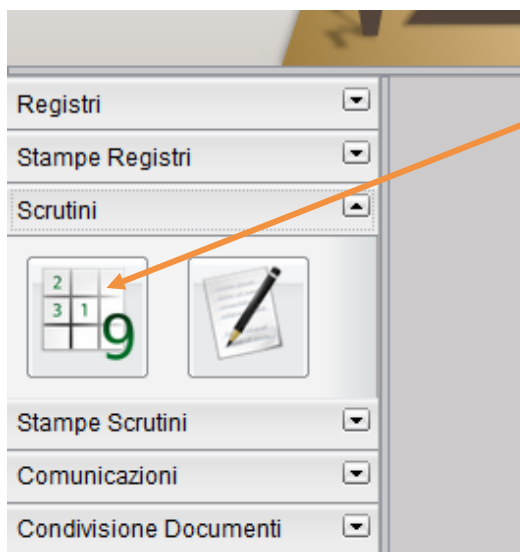 Registri
Stampe Registri
Scrutini
2
3 1
9
Stampe Scrutini
Comunicazioni
Condivisione Documenti